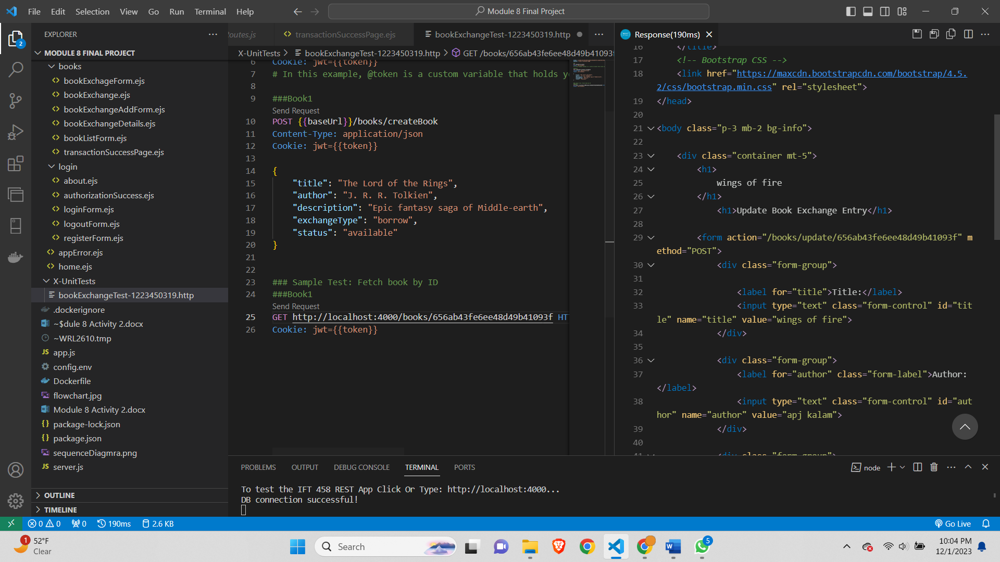 File Edit Selection View Go Run Terminal Help
Module 8 Final Project
EXPLORER
MODULE 8 FINAL PROJECT
books
bookExchageForm.ejs
bookExchange.ejs
bookExchangeAddForm.ejs
bookExchangeDetails.ejs
bookListForm.ejs
transactionSuccessPage.ejs
login
about.ejs
authorizationSuccess.ejs
loginForm.ejs
logoutForm.ejs
registerForm.ejs
appError.ejs
home.ejs
X-UnitTests
bookExchangeTest-1223450319.http
.dockerignore
~$dule 8 Activity 2.docx
~WRL2610.tmp
app.js
config.env
Dockerfile
flowchart.jpg
Module 8 Activity 2.docx
package-lock.json
package.json
sequenceDiagmra.png
server.js
OUTLINE
TIMELINE
transactionSuccessPage.ejs
bookExchangeTest-1223450319.http
X-UnitTests > bookExchangeTest-1223450319.http > GET /books/656ab43fe6ee48d49b41093f
6 Cookie: jwt={{token}}
7 # In this example, @token is a custom variable that holds
8
9 ###Book1
Send Request
10 POST {{baseUrl}}/books/createBook
11 Content-Type: application/json
12 Cookie: jwt={{token}}
13
14 {
15 "title": "The Lord of the Rings",
16 "author": "J. R. R. Tolkien",
17 "description": "Epic fantasy saga of Middle-earth",
18 "exchangeType": "borrow",
19 "status": "available"
20 }
21
22
23 ### Sample Test: Fetch book by ID
24 ###Book1
Send Request
25 GET http://localhost:4000/books/656ab43fe6ee48d49b41093f
26 Cookie: jwt={{token}}
Response(190ms)
16 </title>
17 <!-- Bootstrap CSS -->
18 <link href="https://maxcdn.bootstrapcdn.com/bootstrap/4.5.
2/css/bootstrap.min.css" rel="stylesheet">
19 </head>
20
21 <body class="p-3 mb-2 bg-info">
22
23 <div class="container mt-5">
24 <h1>
25 wings of fire
26 </h1>
27 <h1>Update Book Exchange Entry</h1>
28
29 <form action="/books/update/656ab43fe6ee48d49b41093f" m
ethod="POST">
30 <div class="form-group">
31
32 <label for="title">Title:</label>
33 <input type="text" class="form-control" id="tit
le" name="title" value="wings of fire">
34 </div>
35
36 <div class="form-group">
37 <label for="author" class="form-label">Author:
</label>
38 <input type="text" class="form-control" id="aut
hor" name="author" value="apj kalam">
39 </div>
40
41 <div class="form-group">
PROBLEMS OUTPUT DEBUG CONSOLE TERMINAL PORTS
node
To test the IFT 458 REST App Click Or Type: http://localhost:4000...
DB connection successful!
0 0 0 190ms 2.6 KB
Go Live
1
52°F
Clear
Search
5
10:04 PM
12/1/2023
2